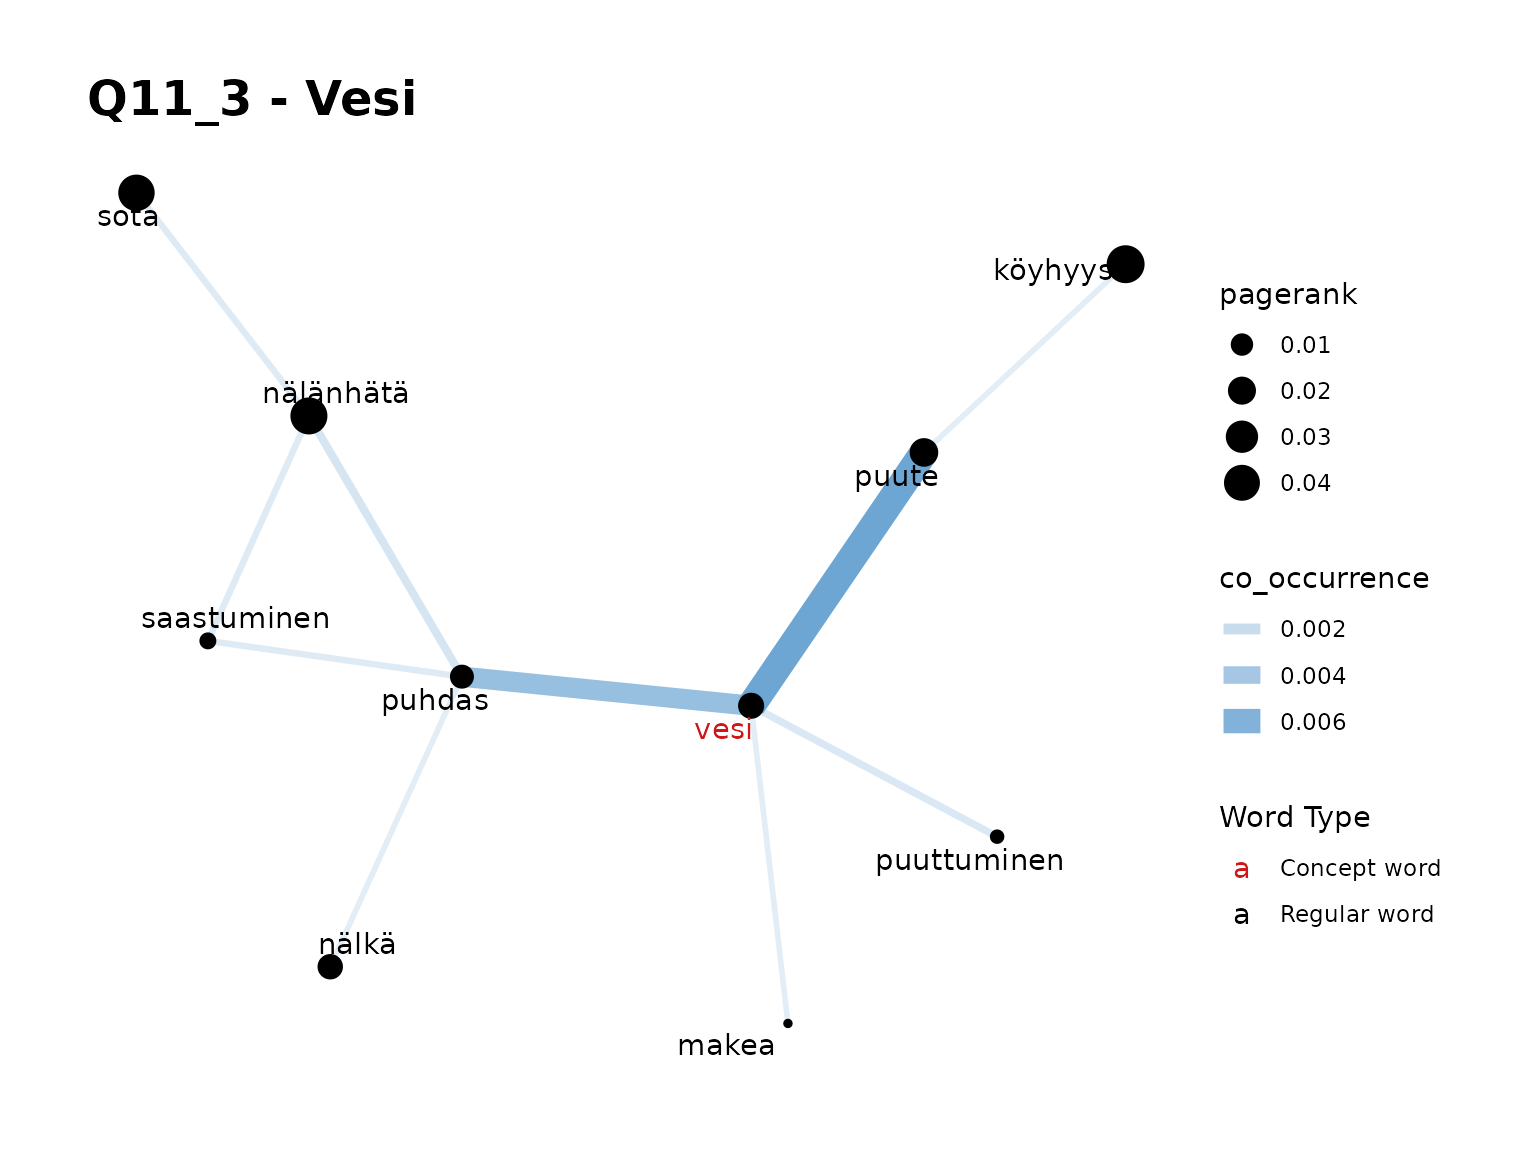 Q11_3 - Vesi
sota
köyhyys
nälänhätä
puute
saastuminen
puhdas
vesi
puuttuminen
nälkä
makea
pagerank
0.01
0.02
0.03
0.04
co_occurrence
0.002
0.004
0.006
Word Type
a Concept word
a Regular word